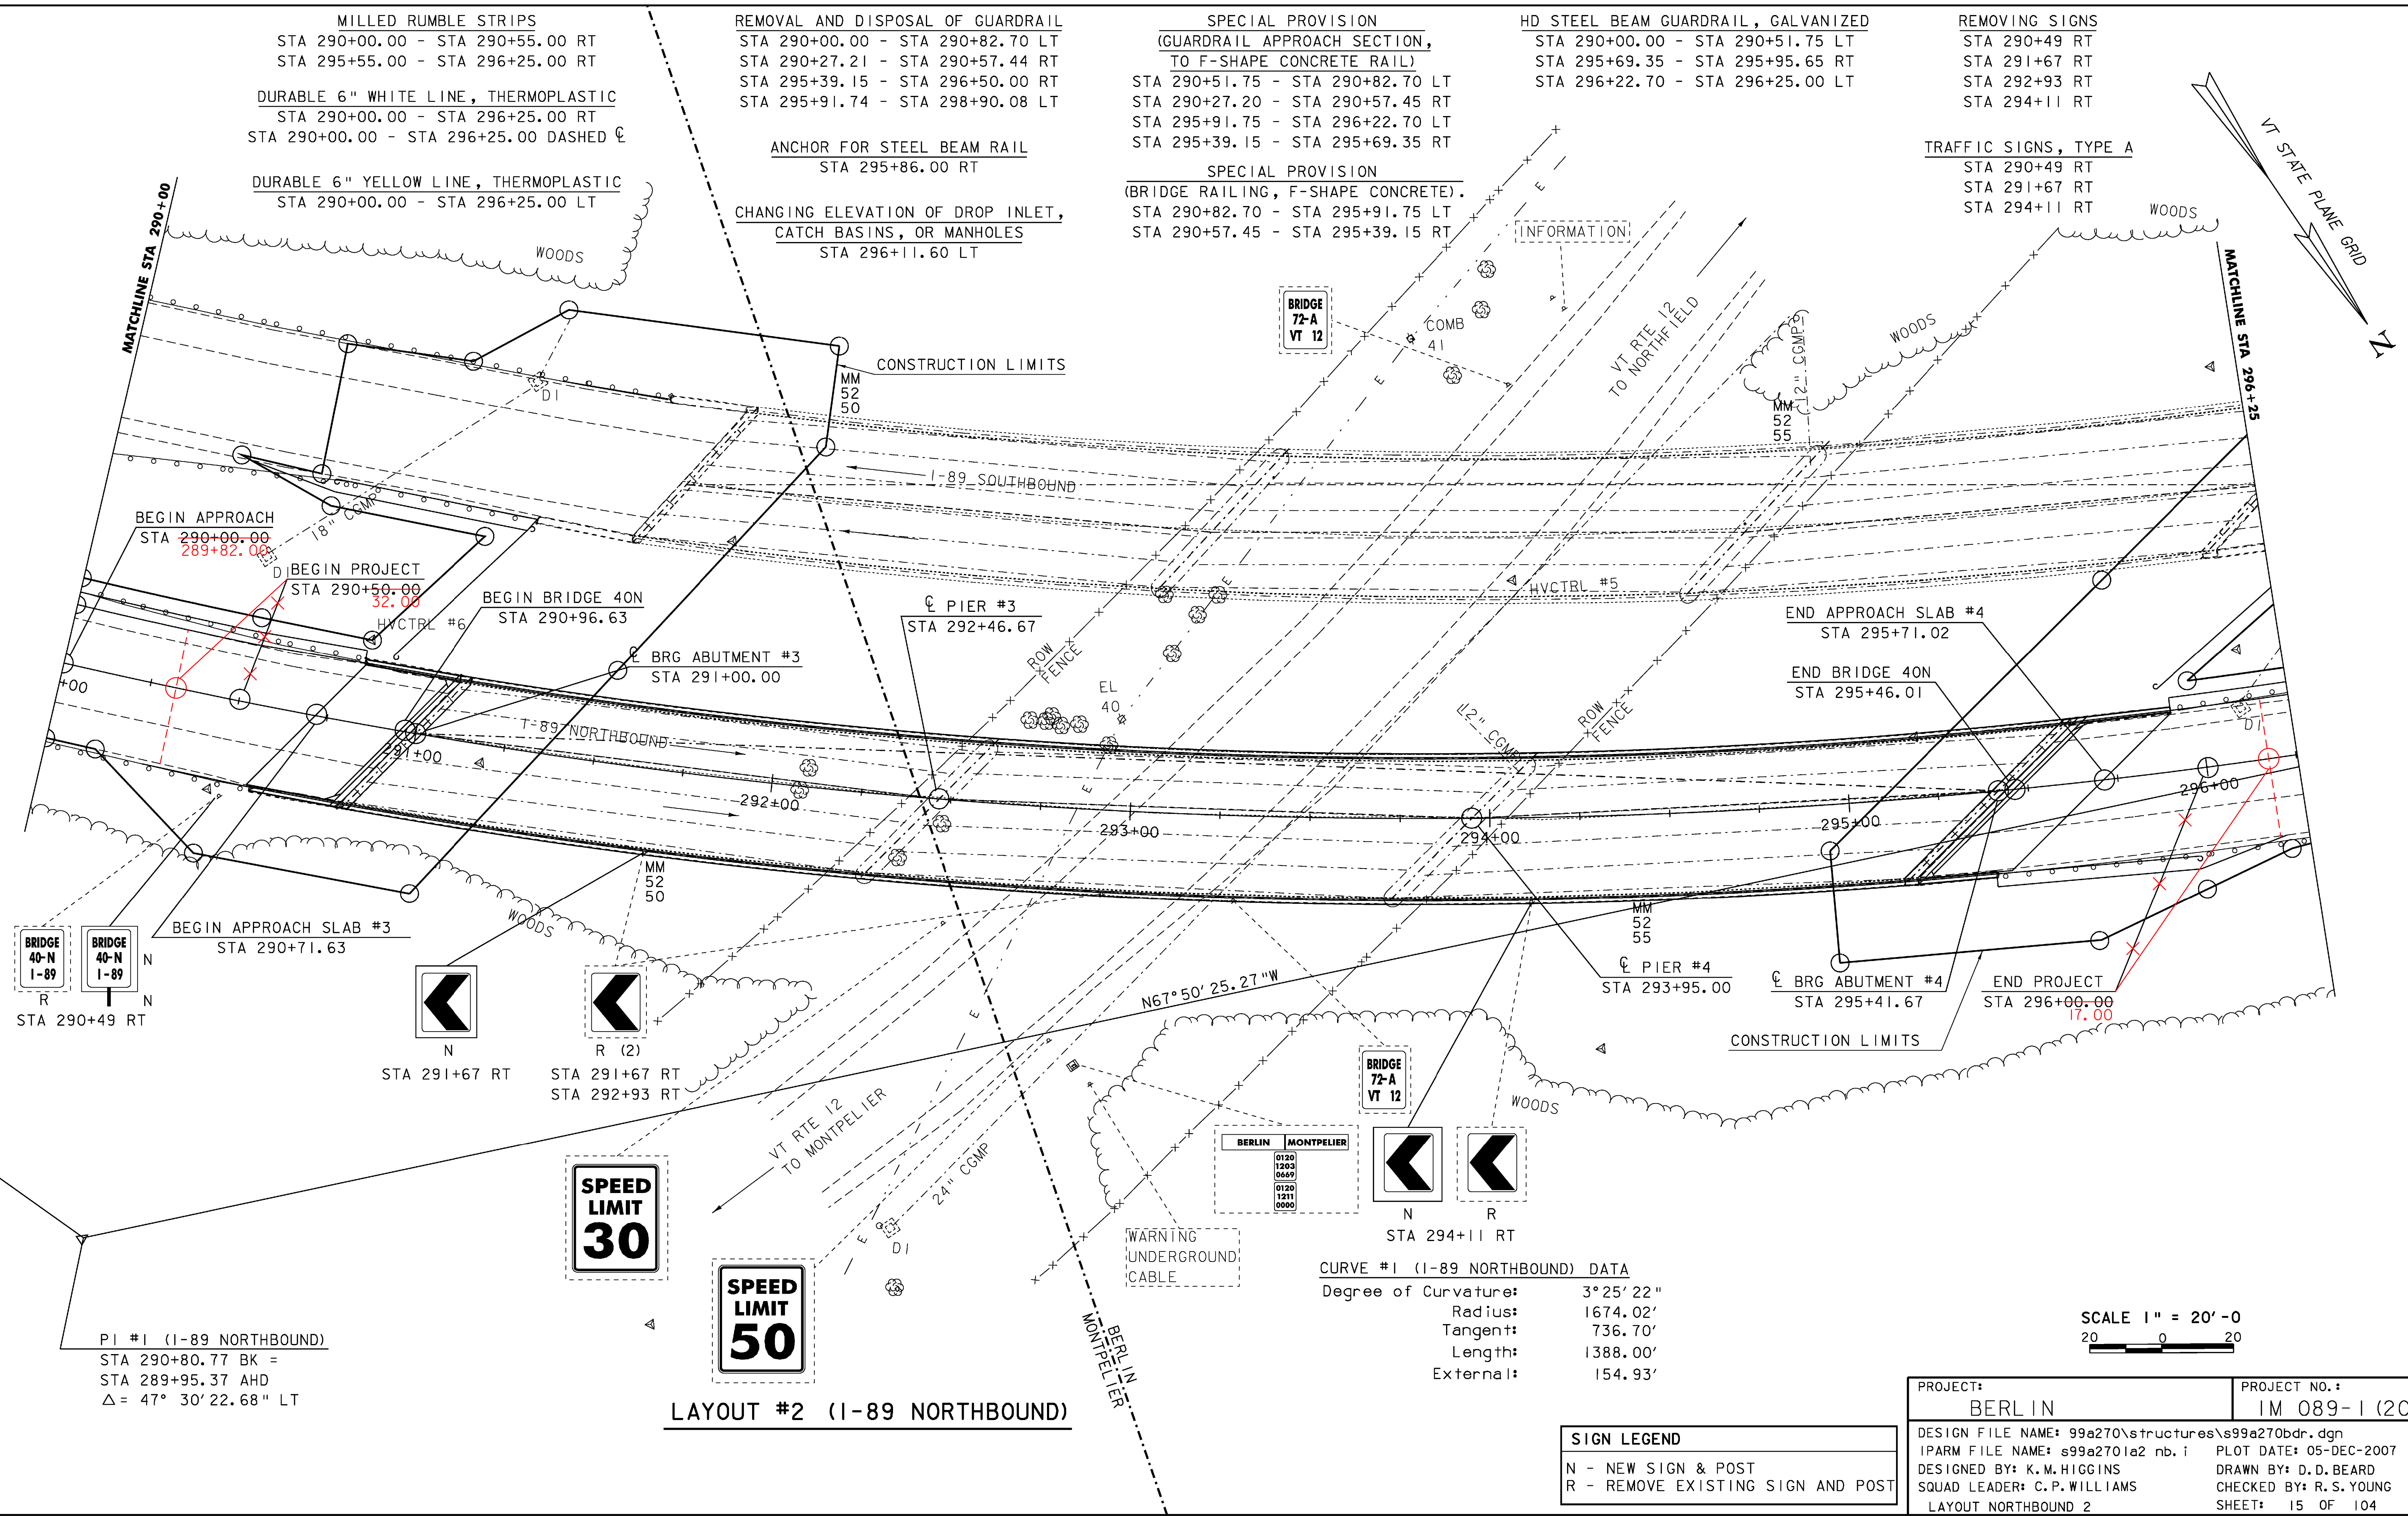 MILLED RUMBLE STRIPS
STA 290+00.00 - STA 290+55.00 RT
STA 295+55.00 - STA 296+25.00 RT
DURABLE 6" WHITE LINE, THERMOPLASTIC
STA 290+00.00 - STA 296+25.00 RT
STA 290+00.00 - STA 296+25.00 DASHED ℄
DURABLE 6" YELLOW LINE, THERMOPLASTIC
STA 290+00.00 - STA 296+25.00 LT
REMOVAL AND DISPOSAL OF GUARDRAIL
STA 290+00.00 - STA 290+82.70 LT
STA 290+27.21 - STA 290+57.44 RT
STA 295+39.15 - STA 296+50.00 RT
STA 295+91.74 - STA 298+90.08 LT
ANCHOR FOR STEEL BEAM RAIL
STA 295+86.00 RT
CHANGING ELEVATION OF DROP INLET,
CATCH BASINS, OR MANHOLES
STA 296+11.60 LT
SPECIAL PROVISION
(GUARDRAIL APPROACH SECTION,
TO F-SHAPE CONCRETE RAIL)
STA 290+51.75 - STA 290+82.70 LT
STA 290+27.20 - STA 290+57.45 RT
STA 295+91.75 - STA 296+22.70 LT
STA 295+39.15 - STA 295+69.35 RT
SPECIAL PROVISION
(BRIDGE RAILING, F-SHAPE CONCRETE).
STA 290+82.70 - STA 295+91.75 LT
STA 290+57.45 - STA 295+39.15 RT
HD STEEL BEAM GUARDRAIL, GALVANIZED
STA 290+00.00 - STA 290+51.75 LT
STA 295+69.35 - STA 295+95.65 RT
STA 296+22.70 - STA 296+25.00 LT
REMOVING SIGNS
STA 290+49 RT
STA 291+67 RT
STA 292+93 RT
STA 294+11 RT
TRAFFIC SIGNS, TYPE A
STA 290+49 RT
STA 291+67 RT
STA 294+11 RT
VT STATE PLANE GRID
N
MATCHLINE STA 290+00
MATCHLINE STA 296+25
WOODS
WOODS
WOODS
INFORMATION
BRIDGE
72-A
VT 12
COMB
41
E
E
VT RTE 12
TO NORTHFIELD
12" CGMP
CONSTRUCTION LIMITS
MM
52
50
MM
52
55
DI
18" CGMP
I-89 SOUTHBOUND
BEGIN APPROACH
STA 290+00.00
289+82.00
DI
BEGIN PROJECT
STA 290+50.00
32.00
HVCTRL #6
BEGIN BRIDGE 40N
STA 290+96.63
℄ BRG ABUTMENT #3
STA 291+00.00
℄ PIER #3
STA 292+46.67
HVCTRL #5
E
ROW
FENCE
EL
40
ROW
FENCE
12" CGMP
END APPROACH SLAB #4
STA 295+71.02
END BRIDGE 40N
STA 295+46.01
DI
+00
I-89 NORTHBOUND
291+00
292+00
293+00
294+00
295+00
296+00
E
MM
52
50
MM
52
55
WOODS
BEGIN APPROACH SLAB #3
STA 290+71.63
BRIDGE
40-N
I-89
R
BRIDGE
40-N
I-89
N
N
STA 290+49 RT
N
STA 291+67 RT
R (2)
STA 291+67 RT
STA 292+93 RT
N67°50'25.27"W
E
℄ PIER #4
STA 293+95.00
℄ BRG ABUTMENT #4
STA 295+41.67
END PROJECT
STA 296+00.00
17.00
CONSTRUCTION LIMITS
WOODS
VT RTE 12
TO MONTPELIER
24" CGMP
E
DI
SPEED
LIMIT
30
SPEED
LIMIT
50
BRIDGE
72-A
VT 12
BERLIN MONTPELIER
0120
1203
0669
0120
1211
0000
WARNING
UNDERGROUND
CABLE
N
R
STA 294+11 RT
BERLIN
MONTPELIER
PI #1 (I-89 NORTHBOUND)
STA 290+80.77 BK =
STA 289+95.37 AHD
△= 47° 30'22.68" LT
LAYOUT #2 (I-89 NORTHBOUND)
CURVE #1 (I-89 NORTHBOUND) DATA
Degree of Curvature: 3°25'22"
Radius: 1674.02'
Tangent: 736.70'
Length: 1388.00'
External: 154.93'
SCALE 1" = 20'-0
20 0 20
SIGN LEGEND
N - NEW SIGN & POST
R - REMOVE EXISTING SIGN AND POST
PROJECT: PROJECT NO.:
BERLIN IM 089-1(20
DESIGN FILE NAME: 99a270\structures\s99a270bdr.dgn
IPARM FILE NAME: s99a270la2 nb.i PLOT DATE: 05-DEC-2007
DESIGNED BY: K.M.HIGGINS DRAWN BY: D.D.BEARD
SQUAD LEADER: C.P.WILLIAMS CHECKED BY: R.S.YOUNG
LAYOUT NORTHBOUND 2 SHEET: 15 OF 104